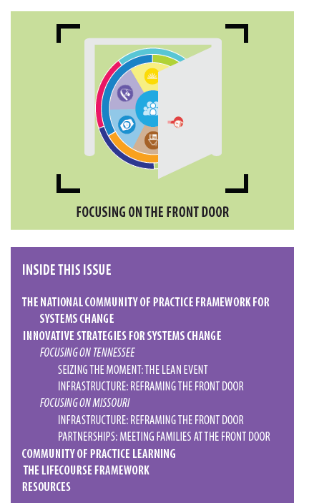 FOCUSING ON THE FRONT DOOR
INSIDE THIS ISSUE
THE NATIONAL COMMUNITY OF PRACTICE FRAMEWORK FOR
SYSTEMS CHANGE
INNOVATIVE STRATEGIES FOR SYSTEMS CHANGE
FOCUSING ON TENNESSEE
SEIZING THE MOMENT: THE LEAN EVENT
INFRASTRUCTURE: REFRAMING THE FRONT DOOR
FOCUSING ON MISSOURI
INFRASTRUCTURE: REFRAMING THE FRONT DOOR
PARTNERSHIPS: MEETING FAMILIES AT THE FRONT DOOR
COMMUNITY OF PRACTICE LEARNING
THE LIFECOURSE FRAMEWORK
RESOURCES